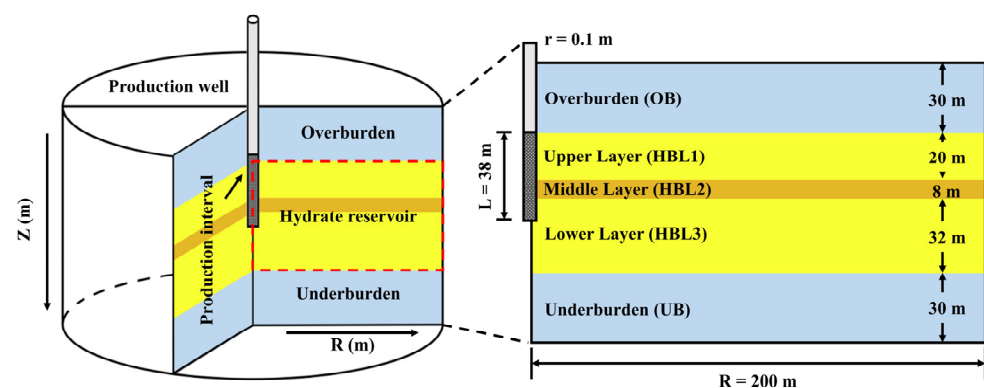 Production well
Overburden
Production interval
Hydrate reservoir
Underburden
Z (m)
R (m)
r = 0.1 m
Overburden (OB)
30 m
L = 38 m
Upper Layer (HBL1)
20 m
Middle Layer (HBL2)
8 m
Lower Layer (HBL3)
32 m
Underburden (UB)
30 m
R = 200 m